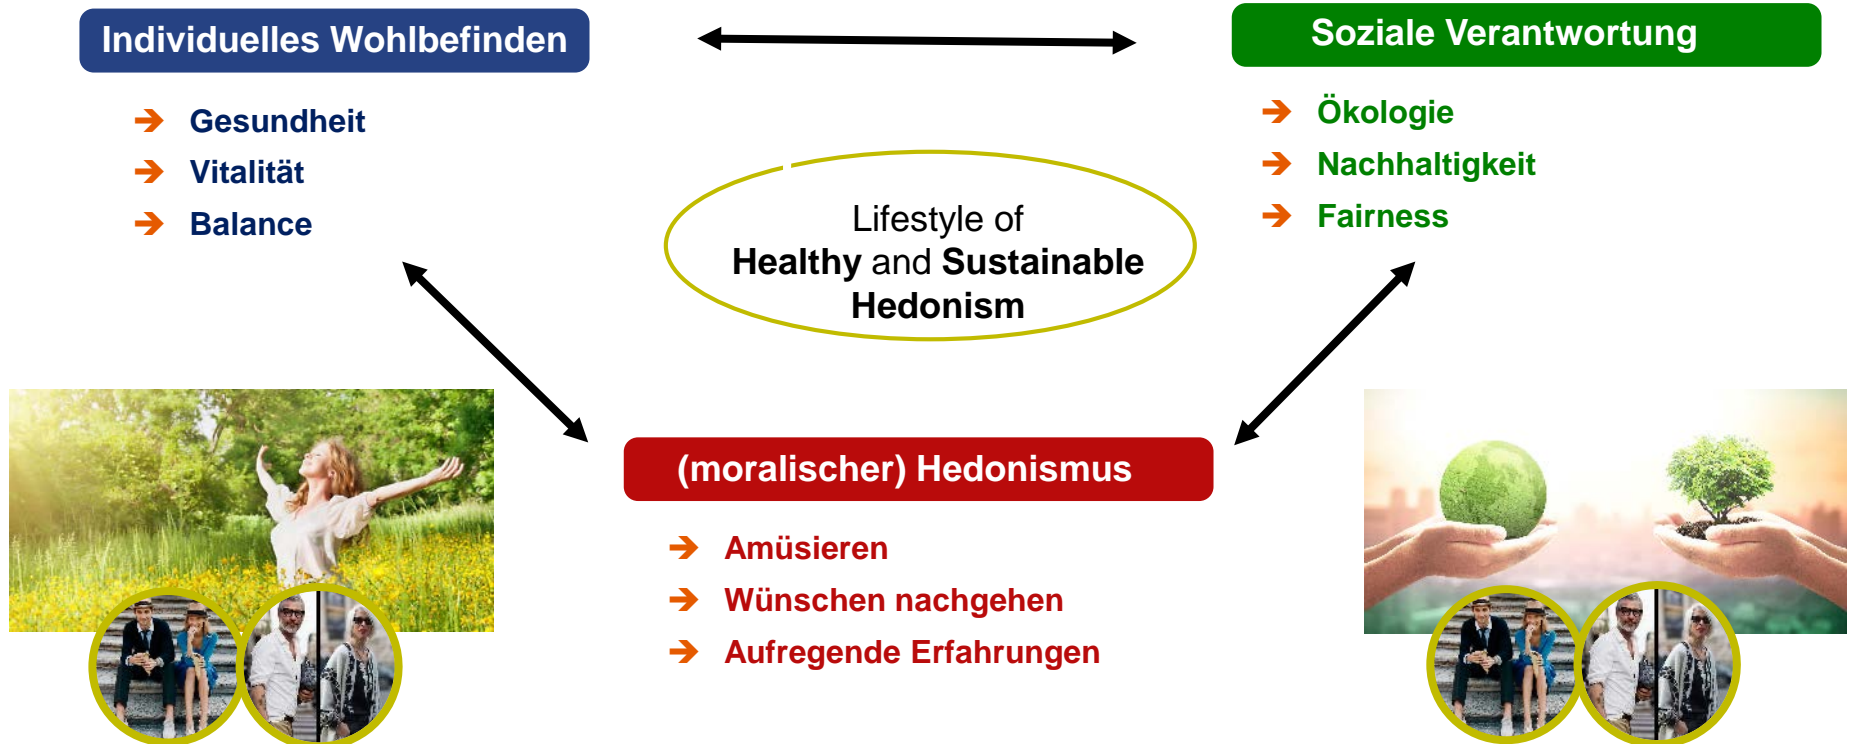 Individuelles Wohlbefinden
Gesundheit
Vitalität
Balance
Soziale Verantwortung
Ökologie
Nachhaltigkeit
Fairness
Lifestyle of
Healthy and Sustainable
Hedonism
(moralischer) Hedonismus
Amüsieren
Wünschen nachgehen
Aufregende Erfahrungen